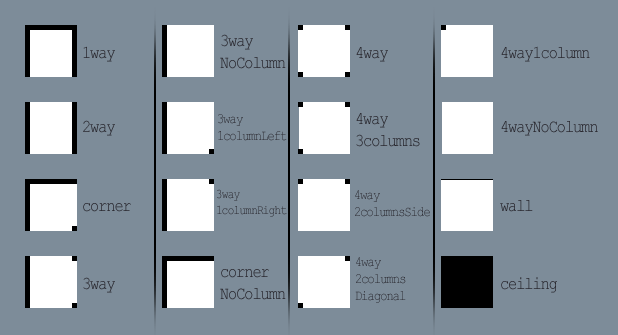 1way
2way
corner
3way
3way
NoColumn
3way
1columnLeft
3way
1columnRight
corner
NoColumn
4way
4way
3columns
4way
2columnsSide
4way
2columns
Diagonal
4way1column
4wayNoColumn
wall
ceiling